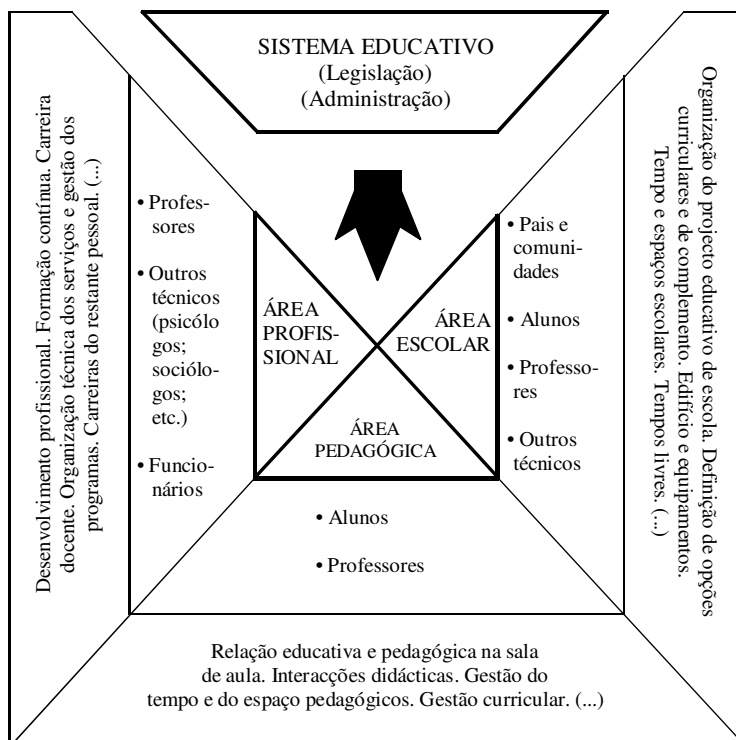 SISTEMA EDUCATIVO
(Legislação)
(Administração)
Desenvolvimento profissional. Formação contínua. Carreira
docente. Organização técnica dos serviços e gestão dos
programas. Carreiras do restante pessoal. (...)
• Profes-
sores
• Outros
técnicos
(psicólo
gos;
sociólo-
gos;
etc.)
• Funcio-
nários
ÁREA
PROFIS-
SIONAL
ÁREA
ESCOLAR
ÁREA
PEDAGÓGICA
• Pais e
comuni-
dades
• Alunos
• Professo-
res
• Outros
técnicos
Organização do projecto educativo de escola. Definição de opções
curriculares e de complemento. Edifício e equipamentos.
Tempo e espaços escolares. Tempos livres. (...)
• Alunos
• Professores
Relação educativa e pedagógica na sala
de aula. Interacções didácticas. Gestão do
tempo e do espaço pedagógicos. Gestão curricular. (...)